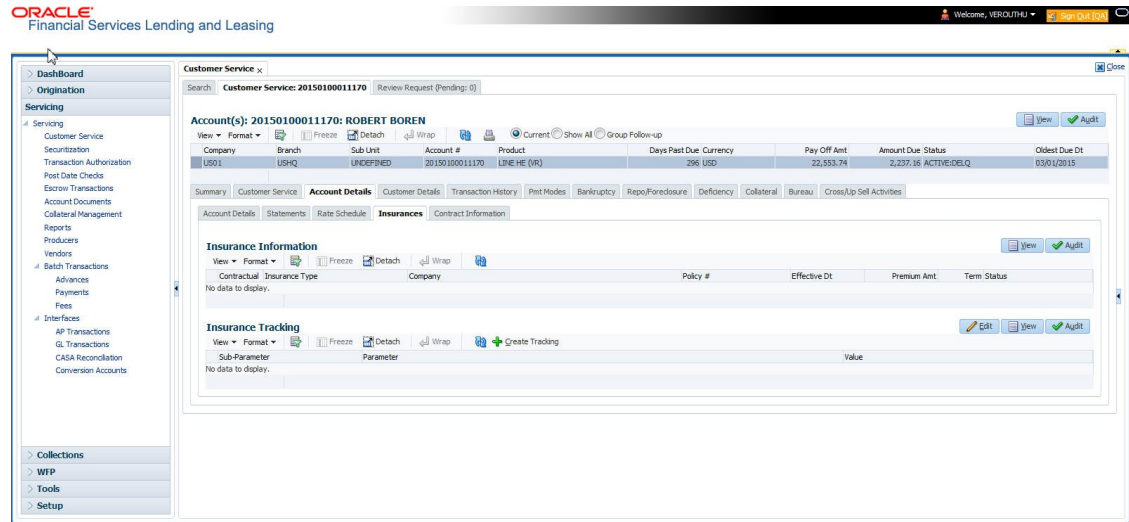 ORACLE
Financial Services Lending and Leasing
Welcome, VEROUTHU
Sign Out (QA)
Close
DashBoard
Origination
Servicing
Servicing
Customer Service
Securitization
Transaction Authorization
Post Date Checks
Escrow Transactions
Account Documents
Collateral Management
Reports
Producers
Vendors
Batch Transactions
Advances
Payments
Fees
Interfaces
AP Transactions
GL Transactions
CASA Reconciliation
Conversion Accounts
Collections
WFP
Tools
Setup
Customer Service
Search Customer Service: 20150100011170 Review Request (Pending: 0)
Account(s): 20150100011170: ROBERT BOREN
View Audit
View Format Freeze Detach Wrap Current Show All Group Follow-up
Company Branch Sub Unit Account # Product Days Past Due Currency Pay Off Amt Amount Due Status Oldest Due Dt
US01 USHQ UNDEFINED 20150100011170 LINE HE (VR) 296 USD 22,553.74 2,237.16 ACTIVE:DELQ 03/01/2015
Summary Customer Service Account Details Customer Details Transaction History Pmt Modes Bankruptcy Repo/Foreclosure Deficiency Collateral Bureau Cross/Up Sell Activities
Account Details Statements Rate Schedule Insurances Contract Information
Insurance Information
View Audit
View Format Freeze Detach Wrap
Contractual Insurance Type Company Policy # Effective Dt Premium Amt Term Status
No data to display.
Insurance Tracking
Edit View Audit
View Format Freeze Detach Wrap Create Tracking
Sub-Parameter Parameter Value
No data to display.